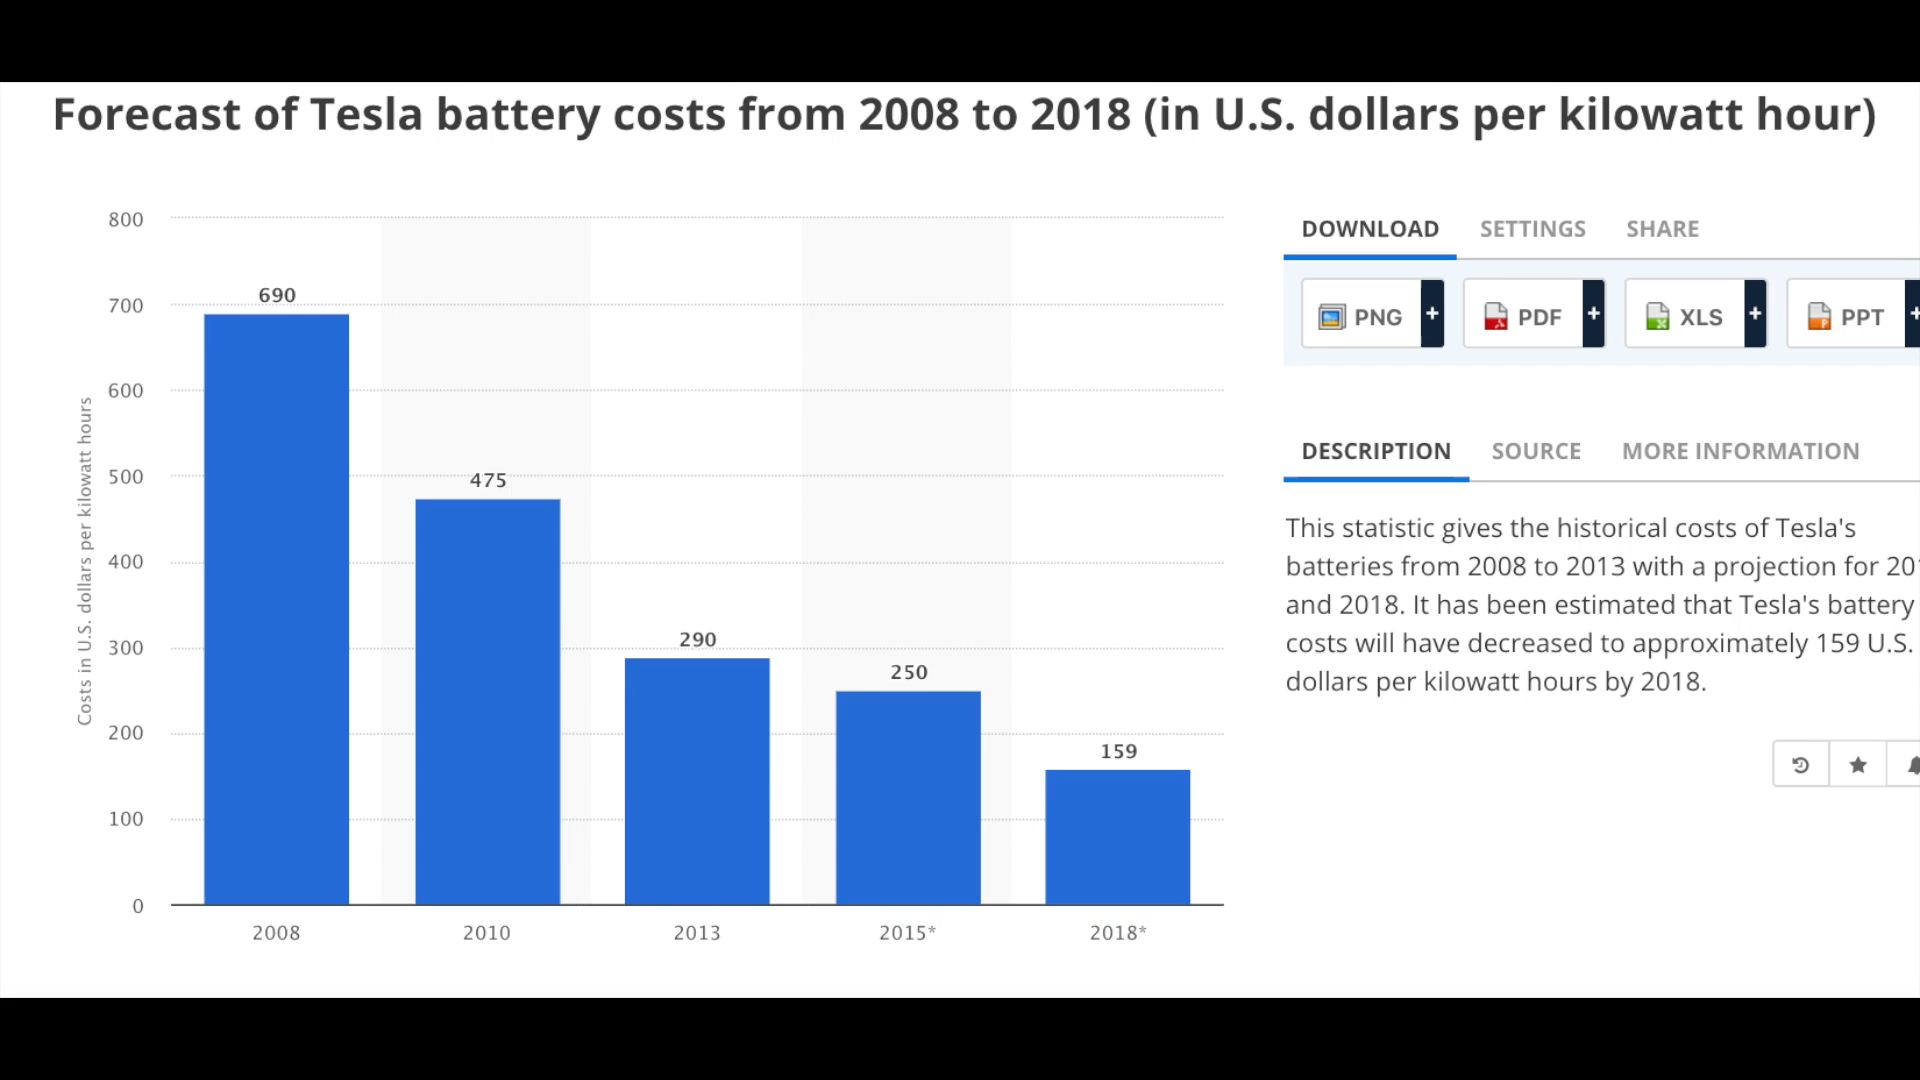 Forecast of Tesla battery costs from 2008 to 2018 (in U.S. dollars per kilowatt hour)
Costs in U.S. dollars per kilowatt hours
800
700
600
500
400
300
200
100
0
690
475
290
250
159
2008
2010
2013
2015*
2018*
DOWNLOAD SETTINGS SHARE
PNG + PDF + XLS + PPT +
DESCRIPTION SOURCE MORE INFORMATION
This statistic gives the historical costs of Tesla's
batteries from 2008 to 2013 with a projection for
and 2018. It has been estimated that Tesla's battery
costs will have decreased to approximately 159 U.S.
dollars per kilowatt hours by 2018.